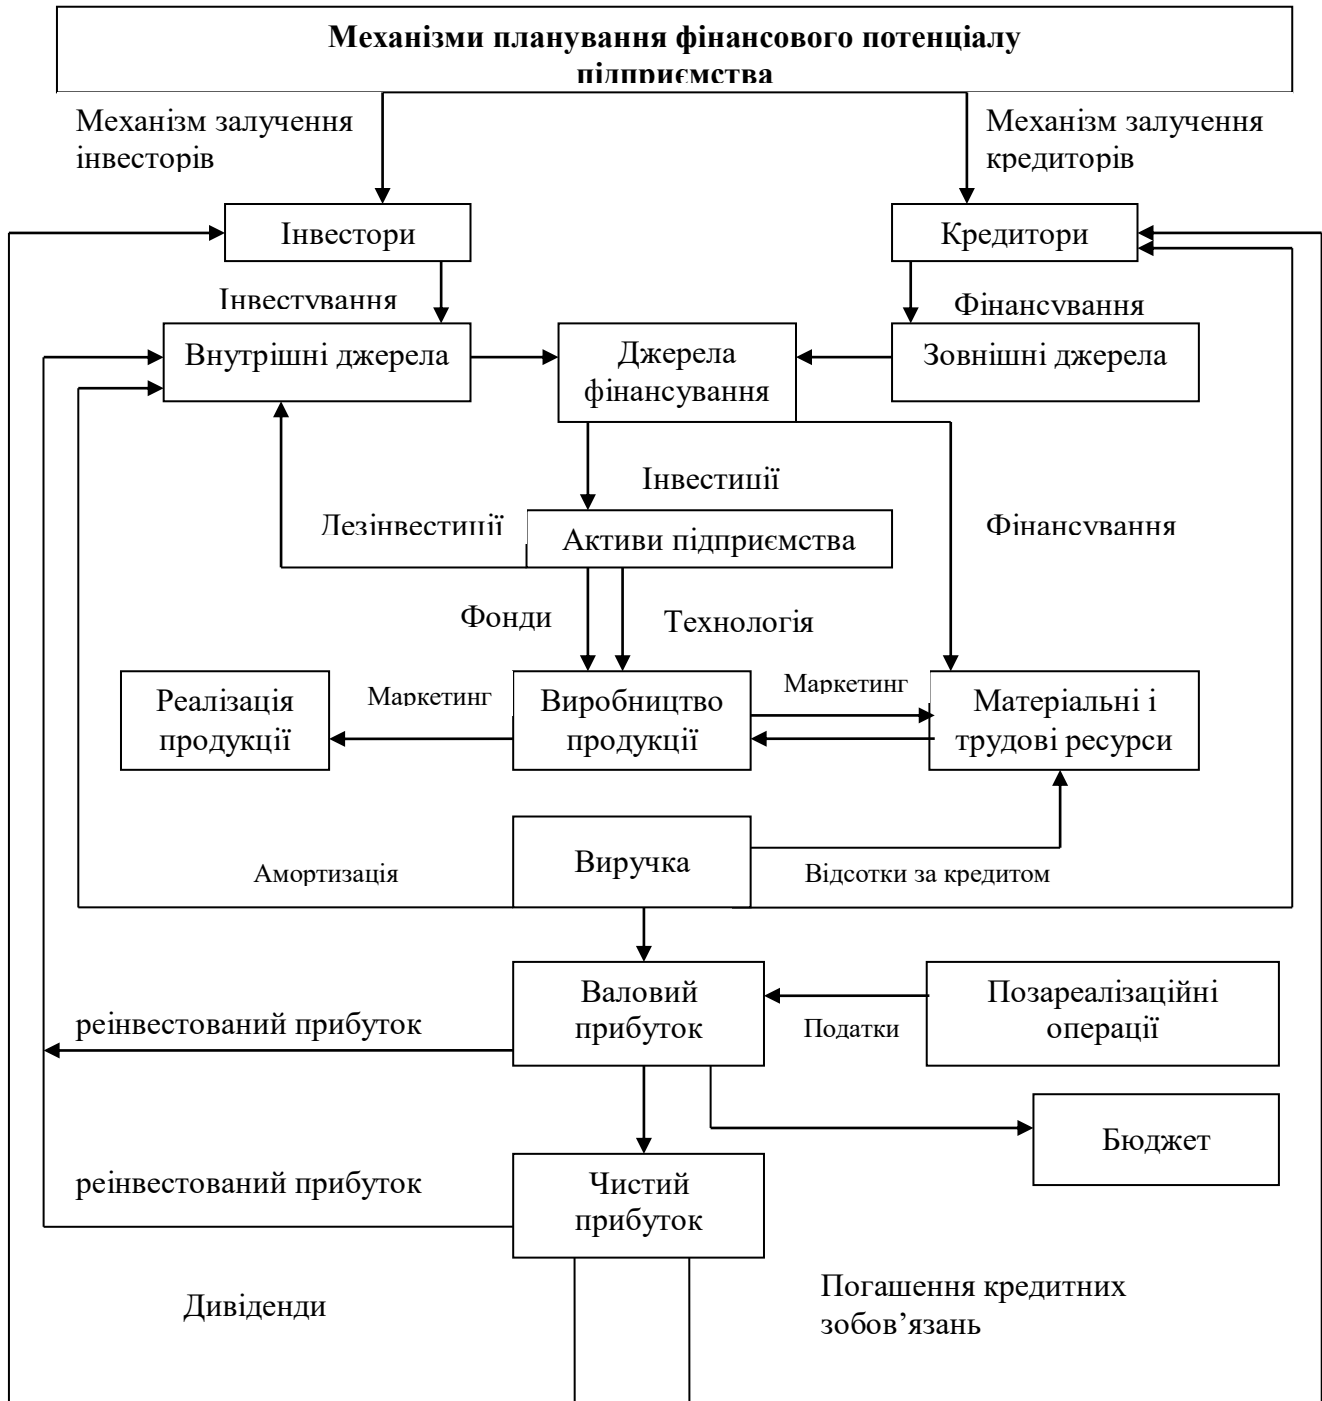 Механізми планування фінансового потенціалу
підприємства
Механізм залучення
інвесторів
Механізм залучення
кредиторів
Інвестори
Кредитори
Інвестування
Фінансування
Внутрішні джерела
Джерела
фінансування
Зовнішні джерела
Інвестиції
Дезінвестиції
Активи підприємства
Фінансування
Фонди
Технологія
Реалізація
продукції
Маркетинг
Виробництво
продукції
Маркетинг
Матеріальні і
трудові ресурси
Амортизація
Виручка
Відсотки за кредитом
реінвестований прибуток
Валовий
прибуток
Податки
Позареалізаційні
операції
Бюджет
реінвестований прибуток
Чистий
прибуток
Дивіденди
Погашення кредитних
зобов’язань